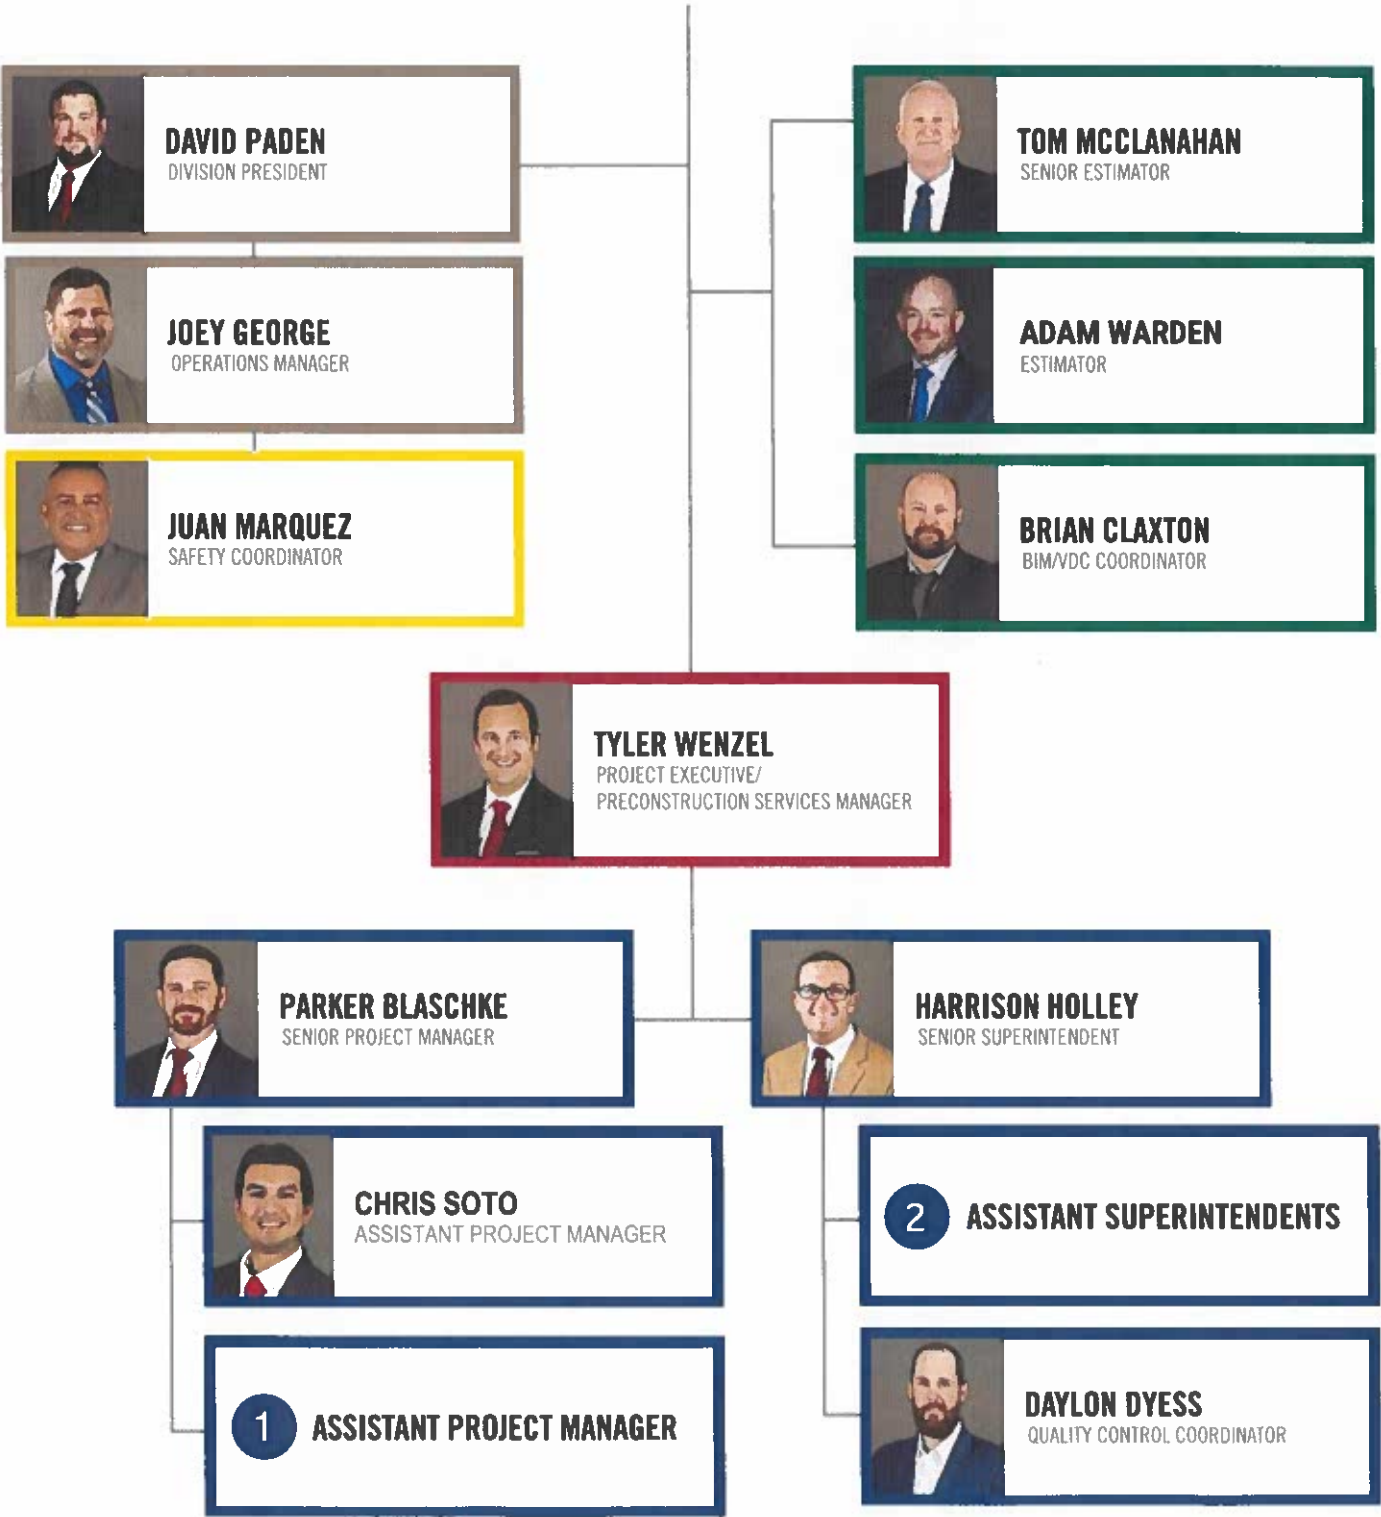 DAVID PADEN
DIVISION PRESIDENT
JOEY GEORGE
OPERATIONS MANAGER
JUAN MARQUEZ
SAFETY COORDINATOR
TOM MCCLANAHAN
SENIOR ESTIMATOR
ADAM WARDEN
ESTIMATOR
BRIAN CLAXTON
BIM/VDC COORDINATOR
TYLER WENZEL
PROJECT EXECUTIVE/
PRECONSTRUCTION SERVICES MANAGER
PARKER BLASCHKE
SENIOR PROJECT MANAGER
HARRISON HOLLEY
SENIOR SUPERINTENDENT
CHRIS SOTO
ASSISTANT PROJECT MANAGER
1 ASSISTANT PROJECT MANAGER
2 ASSISTANT SUPERINTENDENTS
DAYLON DYESS
QUALITY CONTROL COORDINATOR